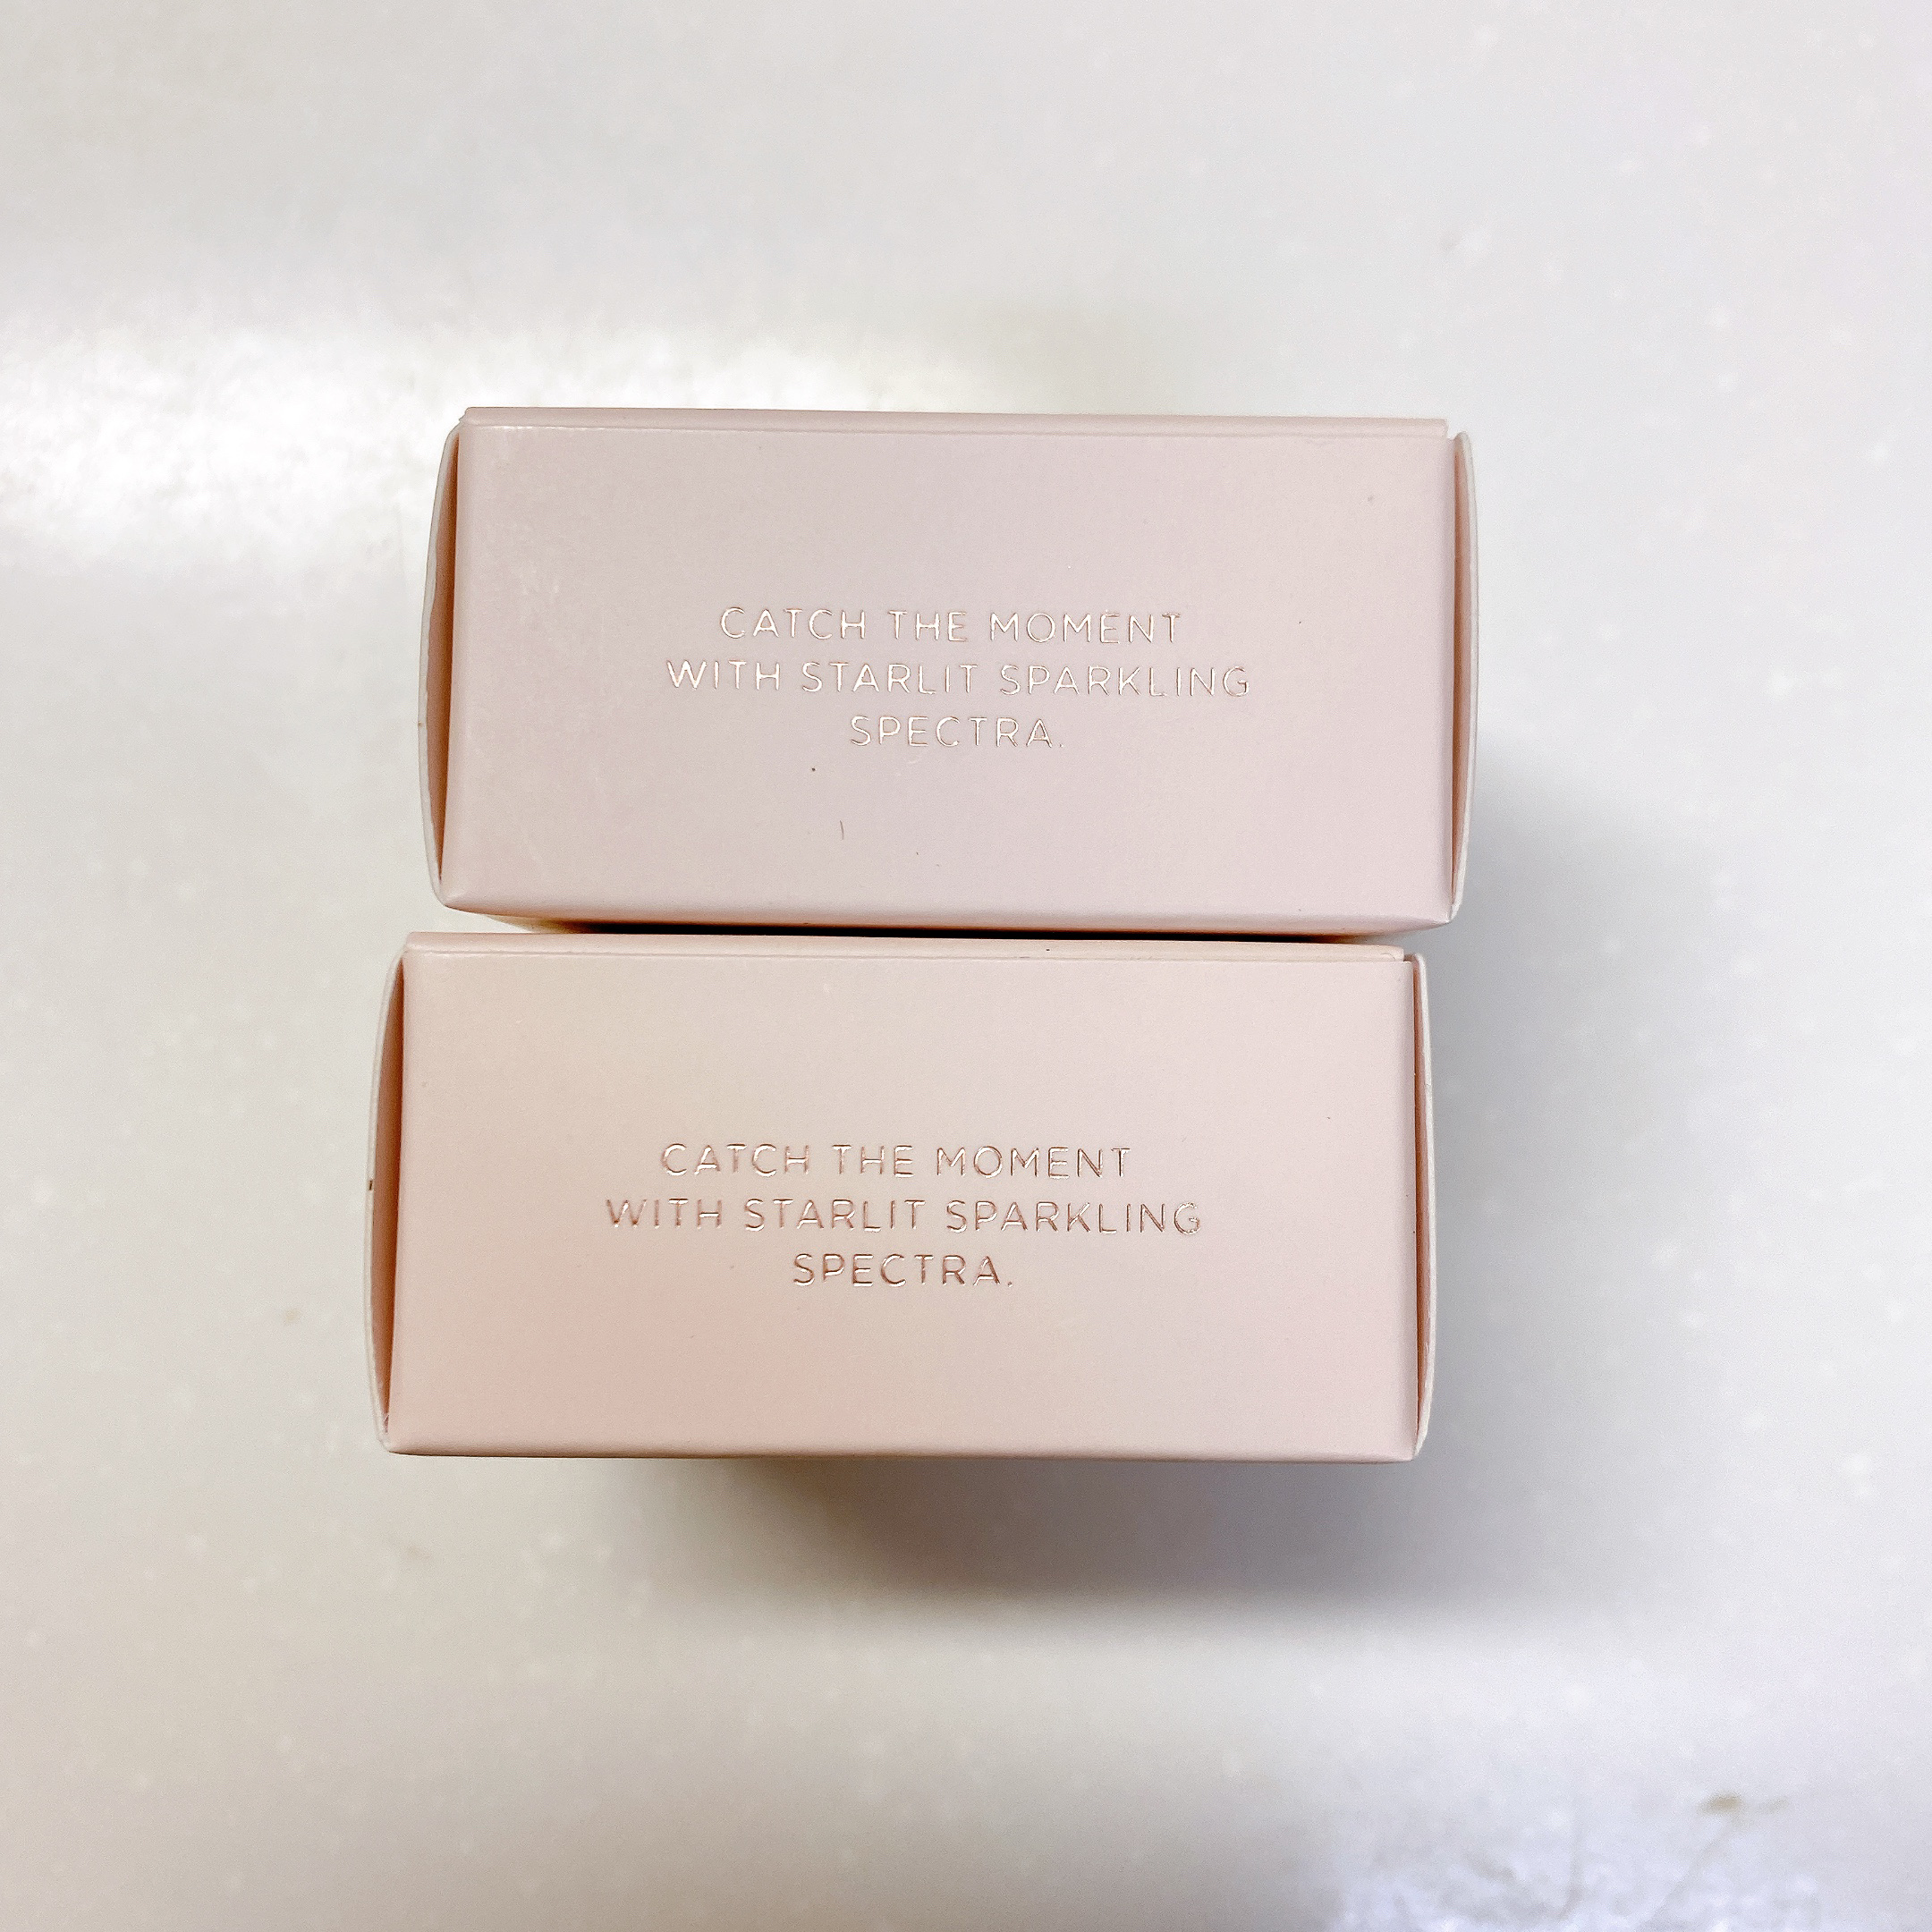 CATCH THE MOMENT
WITH STARLIT SPARKLING
SPECTRA.
CATCH THE MOMENT
WITH STARLIT SPARKLING
SPECTRA.